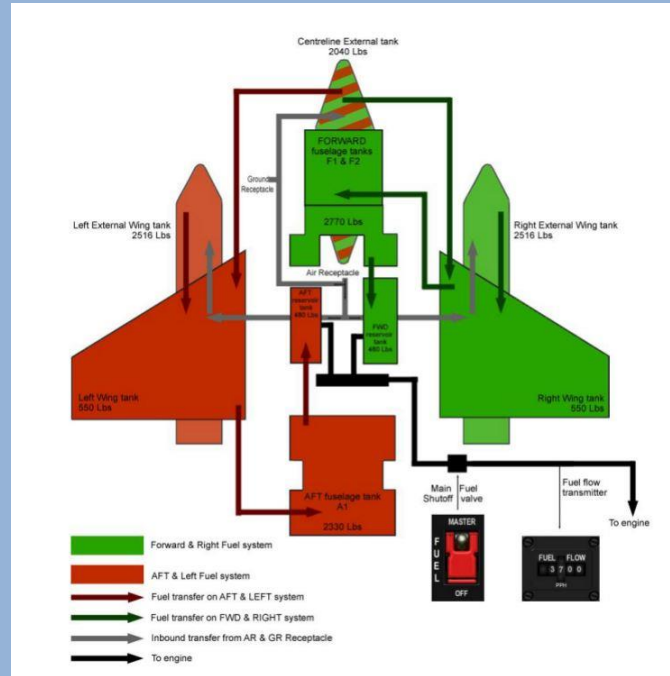 Centreline External tank
2040 Lbs
FORWARD
fuselage tanks
F1 & F2
Ground
Receptacle
Left External Wing tank
2516 Lbs
2770 Lbs
Right External Wing tank
2516 Lbs
Air Receptacle
AFT
reservoir
tank
480 Lbs
FWD
reservoir
tank
480 Lbs
Left Wing tank
550 Lbs
Right Wing tank
550 Lbs
AFT fuselage tank
A1
2330 Lbs
Main
Shutoff
Fuel
valve
Fuel flow
transmitter
To engine
MASTER
FUEL
OFF
FUEL FLOW
3700
PPH
Forward & Right Fuel system
AFT & Left Fuel system
Fuel transfer on AFT & LEFT system
Fuel transfer on FWD & RIGHT system
Inbound transfer from AR & GR Receptacle
To engine